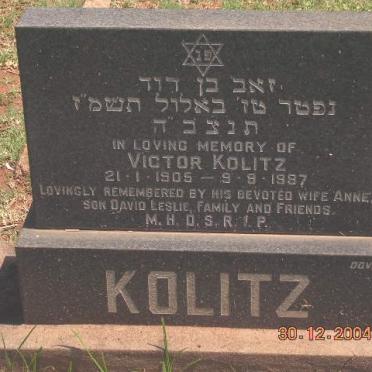 פנ
זאב בן דוד
נפטר טז' באלול תשמ"ז
ת נ צ ב "ה
IN LOVING MEMORY OF
VICTOR KOLITZ
21·1·1905 — 9·9·1987
LOVINGLY REMEMBERED BY HIS DEVOTED WIFE ANNE,
SON DAVID LESLIE, FAMILY AND FRIENDS.
M.H.D.S.R.I.P.
KOLITZ
30.12.2004